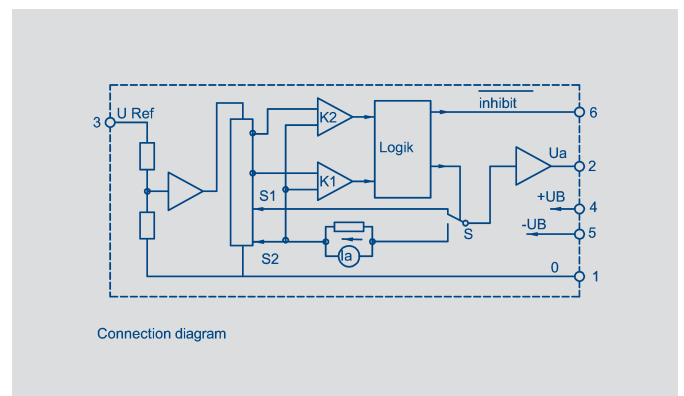 inhibit
6
3 U Ref
K2
Logik
Ua
2
K1
S1
+UB
4
S
-UB
5
S2
Ia
0
1
Connection diagram